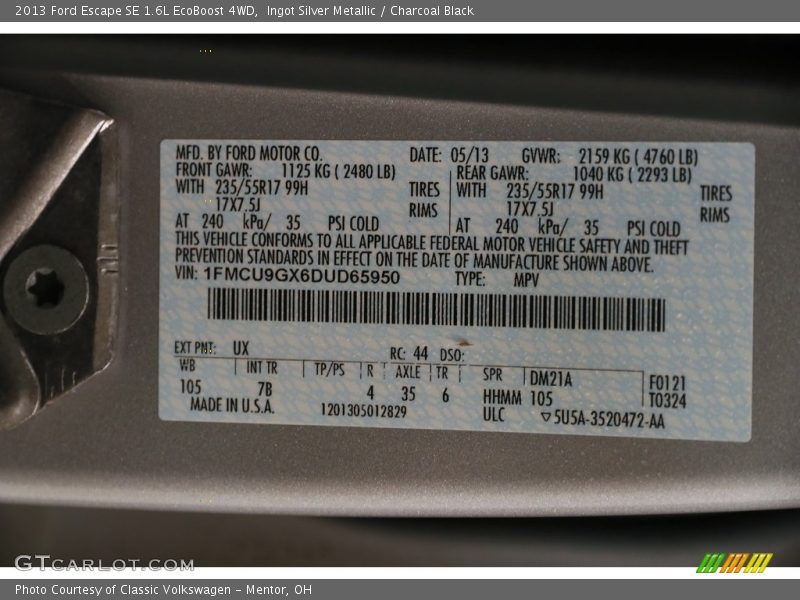 2013 Ford Escape SE 1.6L EcoBoost 4WD, Ingot Silver Metallic / Charcoal Black
MFD. BY FORD MOTOR CO. DATE: 05/13 GVWR: 2159 KG ( 4760 LB)
FRONT GAWR: 1125 KG ( 2480 LB) REAR GAWR: 1040 KG ( 2293 LB)
WITH 235/55R17 99H TIRES WITH 235/55R17 99H TIRES
17X7.5J RIMS 17X7.5J RIMS
AT 240 kPa/ 35 PSI COLD AT 240 kPa/ 35 PSI COLD
THIS VEHICLE CONFORMS TO ALL APPLICABLE FEDERAL MOTOR VEHICLE SAFETY AND THEFT
PREVENTION STANDARDS IN EFFECT ON THE DATE OF MANUFACTURE SHOWN ABOVE.
VIN: 1FMCU9GX6DUD65950 TYPE: MPV
EXT PNT: UX RC: 44 DSO:
WB INT TR TP/PS R AXLE TR SPR DM21A F0121
105 7B 4 35 6 HHMM 105 T0324
MADE IN U.S.A. 1201305012829 ULC ▽5U5A-3520472-AA
GTCARLOT.COM
Photo Courtesy of Classic Volkswagen - Mentor, OH